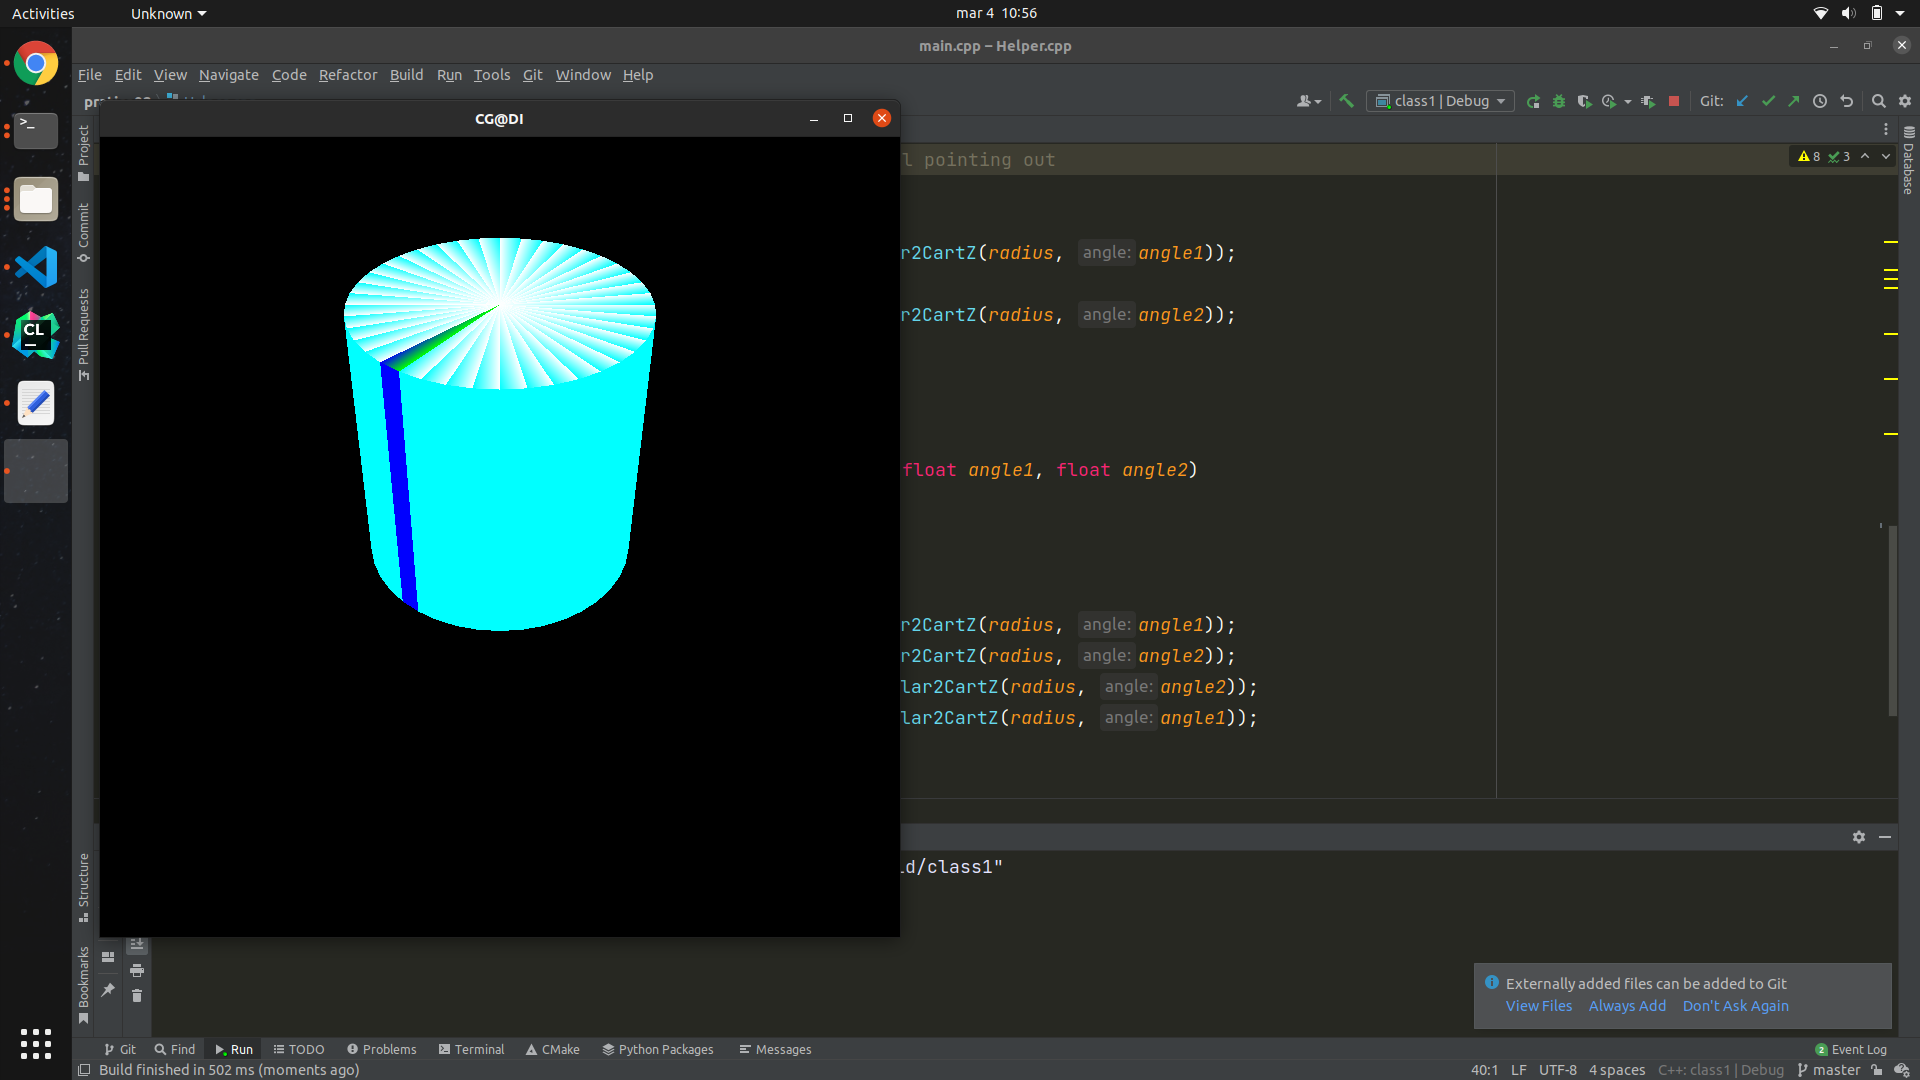 Activities
Unknown
mar 4 10:56
main.cpp – Helper.cpp
File Edit View Navigate Code Refactor Build Run Tools Git Window Help
class1 | Debug
Git:
CG@DI
Project
Commit
Pull Requests
Structure
Bookmarks
Database
>_
CL
l pointing out
8 3
r2CartZ(radius, angle: angle1));
r2CartZ(radius, angle: angle2));
float angle1, float angle2)
r2CartZ(radius, angle: angle1));
r2CartZ(radius, angle: angle2));
lar2CartZ(radius, angle: angle2));
lar2CartZ(radius, angle: angle1));
ld/class1"
Externally added files can be added to Git
View Files Always Add Don't Ask Again
Git Find Run TODO Problems Terminal CMake Python Packages Messages
2 Event Log
Build finished in 502 ms (moments ago)
40:1 LF UTF-8 4 spaces C++: class1 | Debug master